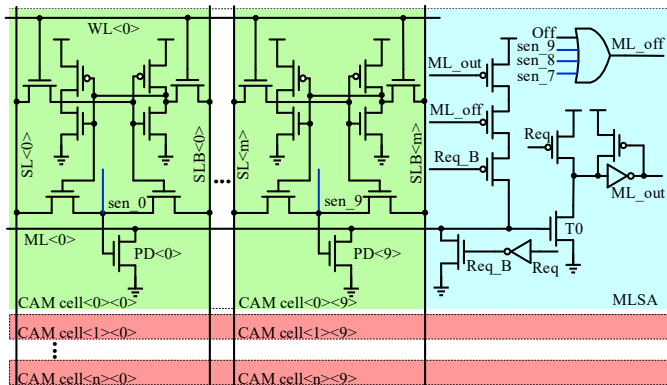 WL<0>
SL<0>
SLB<0>
sen_0
ML<0>
PD<0>
CAM cell<0><0>
CAM cell<1><0>
CAM cell<n><0>
SL<m>
SLB<m>
sen_9
PD<9>
CAM cell<0><9>
CAM cell<1><9>
CAM cell<n><9>
ML_out
ML_off
Req_B
Off
sen_9
sen_8
sen_7
ML_off
Req
ML_out
T0
Req_B
Req
MLSA